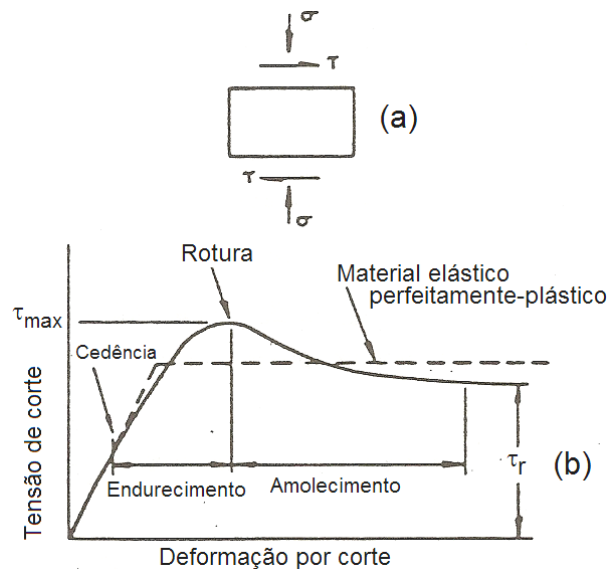 σ
τ
(a)
τ
σ
Rotura
Material elástico
perfeitamente-plástico
τmax
Cedência
Tensão de corte
Endurecimento
Amolecimento
τr
(b)
Deformação por corte